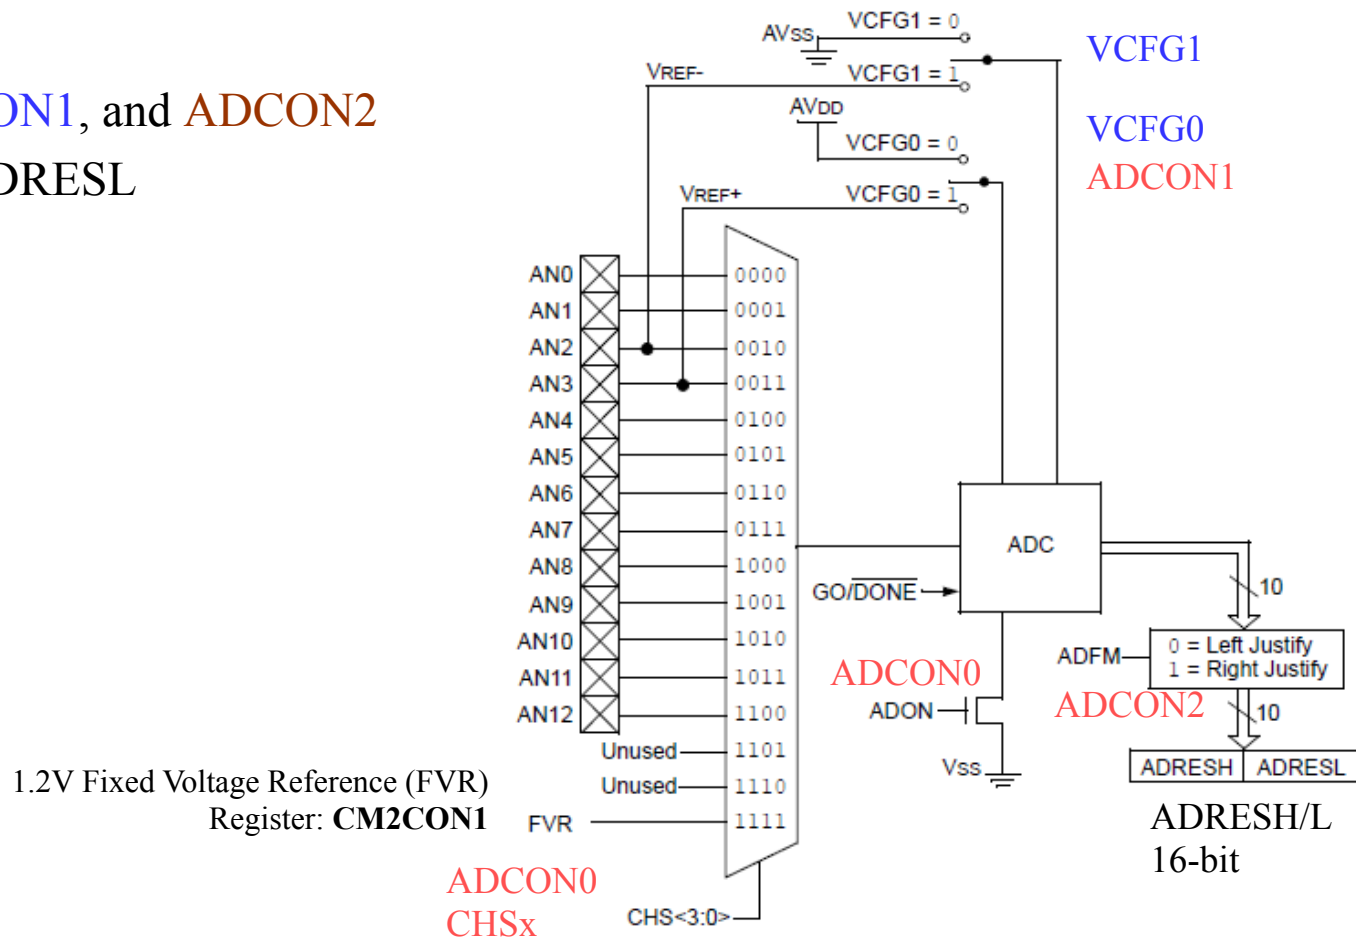 ON1, and ADCON2
DRESL
AVss
VCFG1 = 0
VREF-
VCFG1 = 1
AVDD
VCFG0 = 0
VREF+
VCFG0 = 1
VCFG1
VCFG0
ADCON1
AN0 0000
AN1 0001
AN2 0010
AN3 0011
AN4 0100
AN5 0101
AN6 0110
AN7 0111
AN8 1000
AN9 1001
AN10 1010
AN11 1011
AN12 1100
Unused 1101
Unused 1110
FVR 1111
1.2V Fixed Voltage Reference (FVR)
Register: CM2CON1
ADCON0
CHSx
CHS<3:0>
ADC
GO/DONE
ADCON0
ADON
Vss
10
ADFM
0 = Left Justify
1 = Right Justify
ADCON2
10
ADRESH ADRESL
ADRESH/L
16-bit